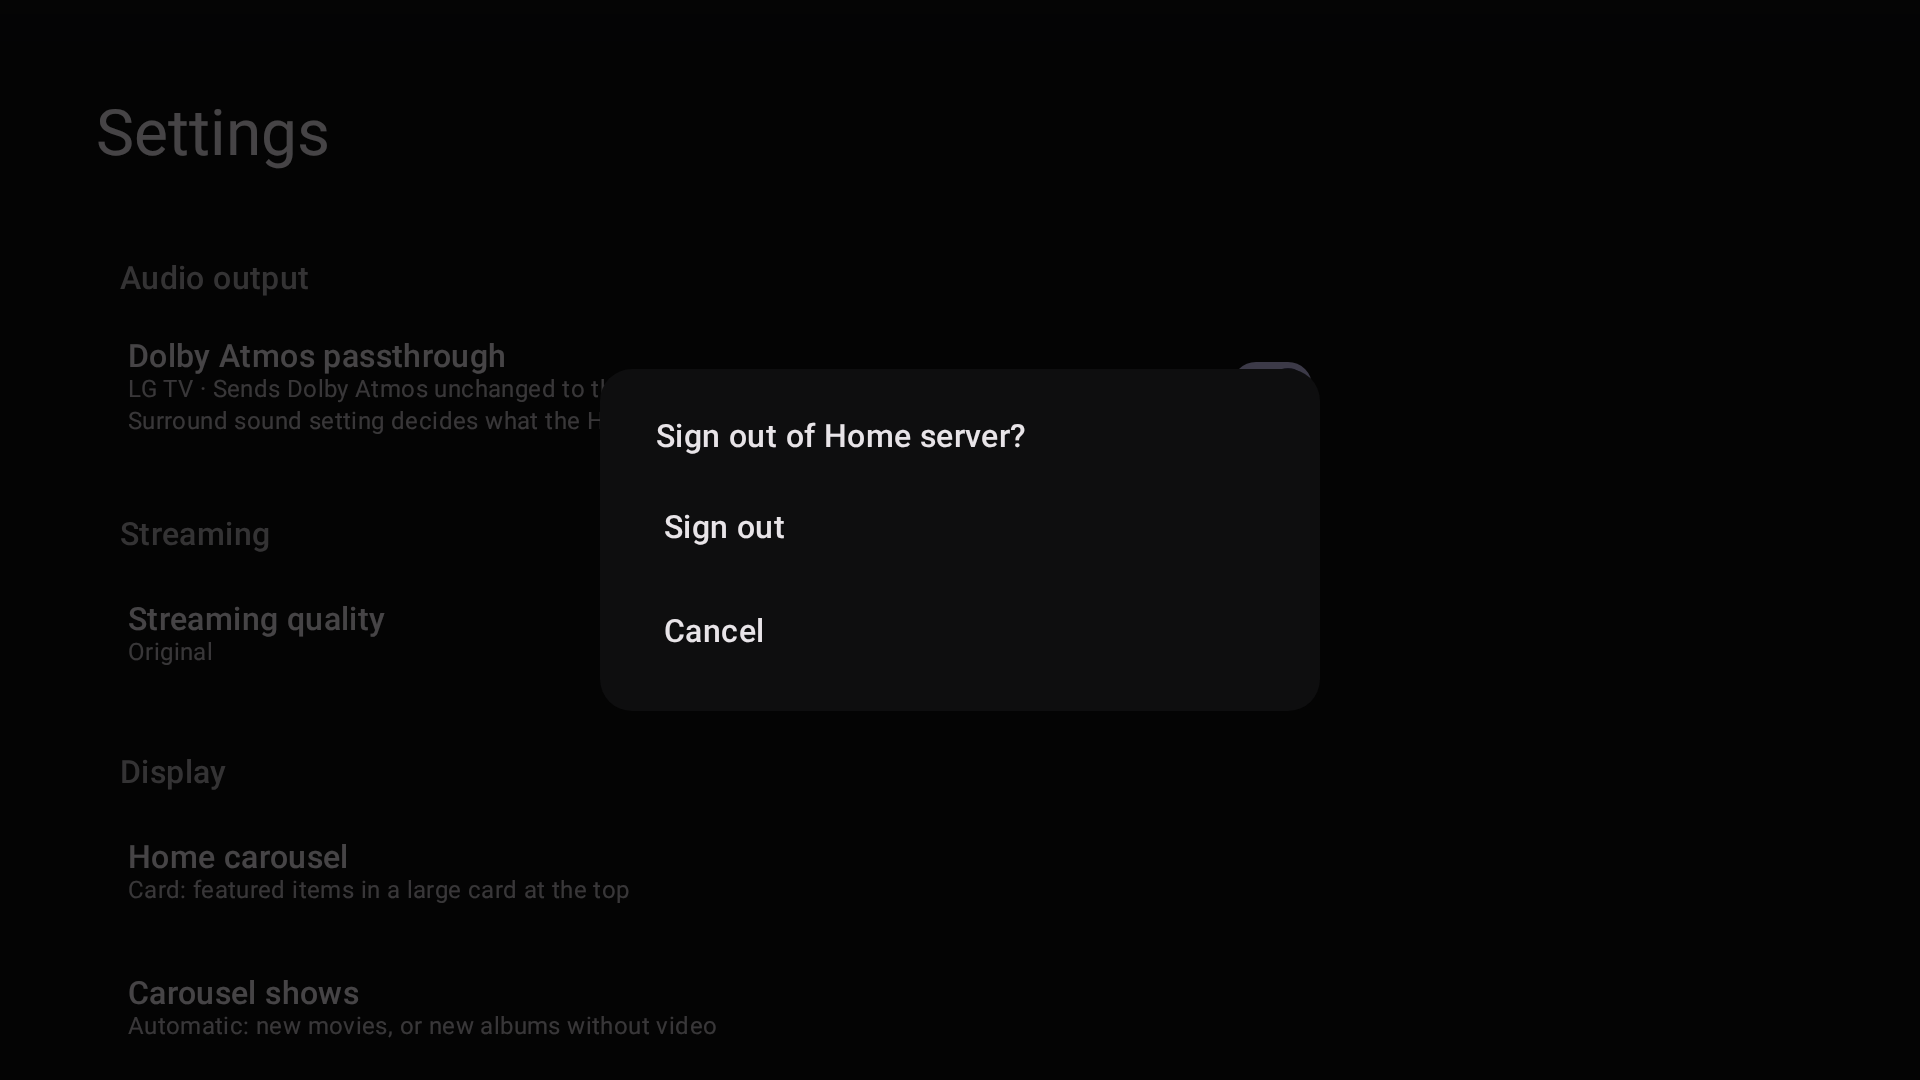 Settings
Audio output
Dolby Atmos passthrough
LG TV · Sends Dolby Atmos unchanged to
Surround sound setting decides what the
Sign out of Home server?
Sign out
Cancel
Streaming
Streaming quality
Original
Display
Home carousel
Card: featured items in a large card at the top
Carousel shows
Automatic: new movies, or new albums without video